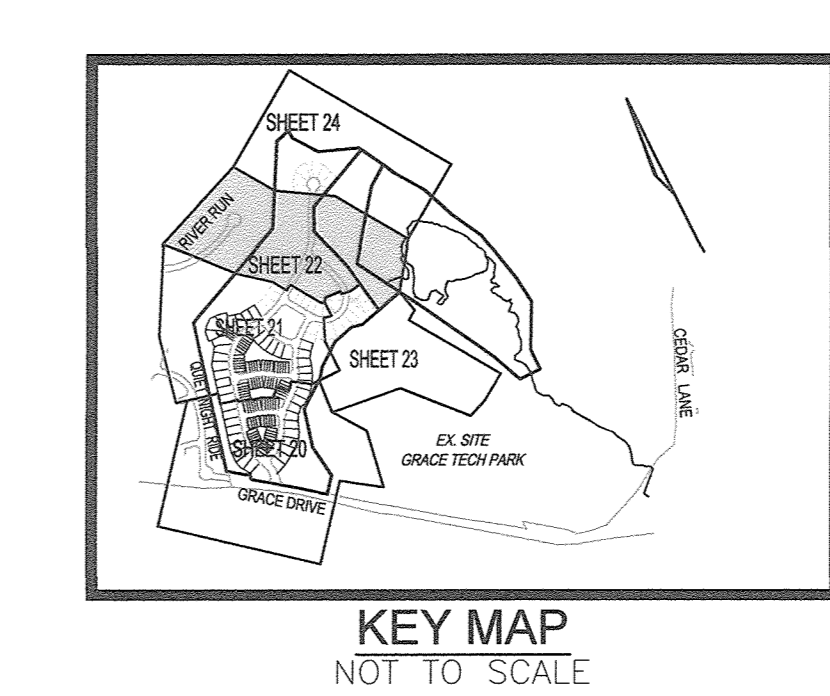 SHEET 24
RIVER RUN
SHEET 22
SHEET 21
SHEET 23
CEDAR LANE
QUIET NIGHT RIDE
SHEET 20
EX. SITE
GRACE TECH PARK
GRACE DRIVE
KEY MAP
NOT TO SCALE